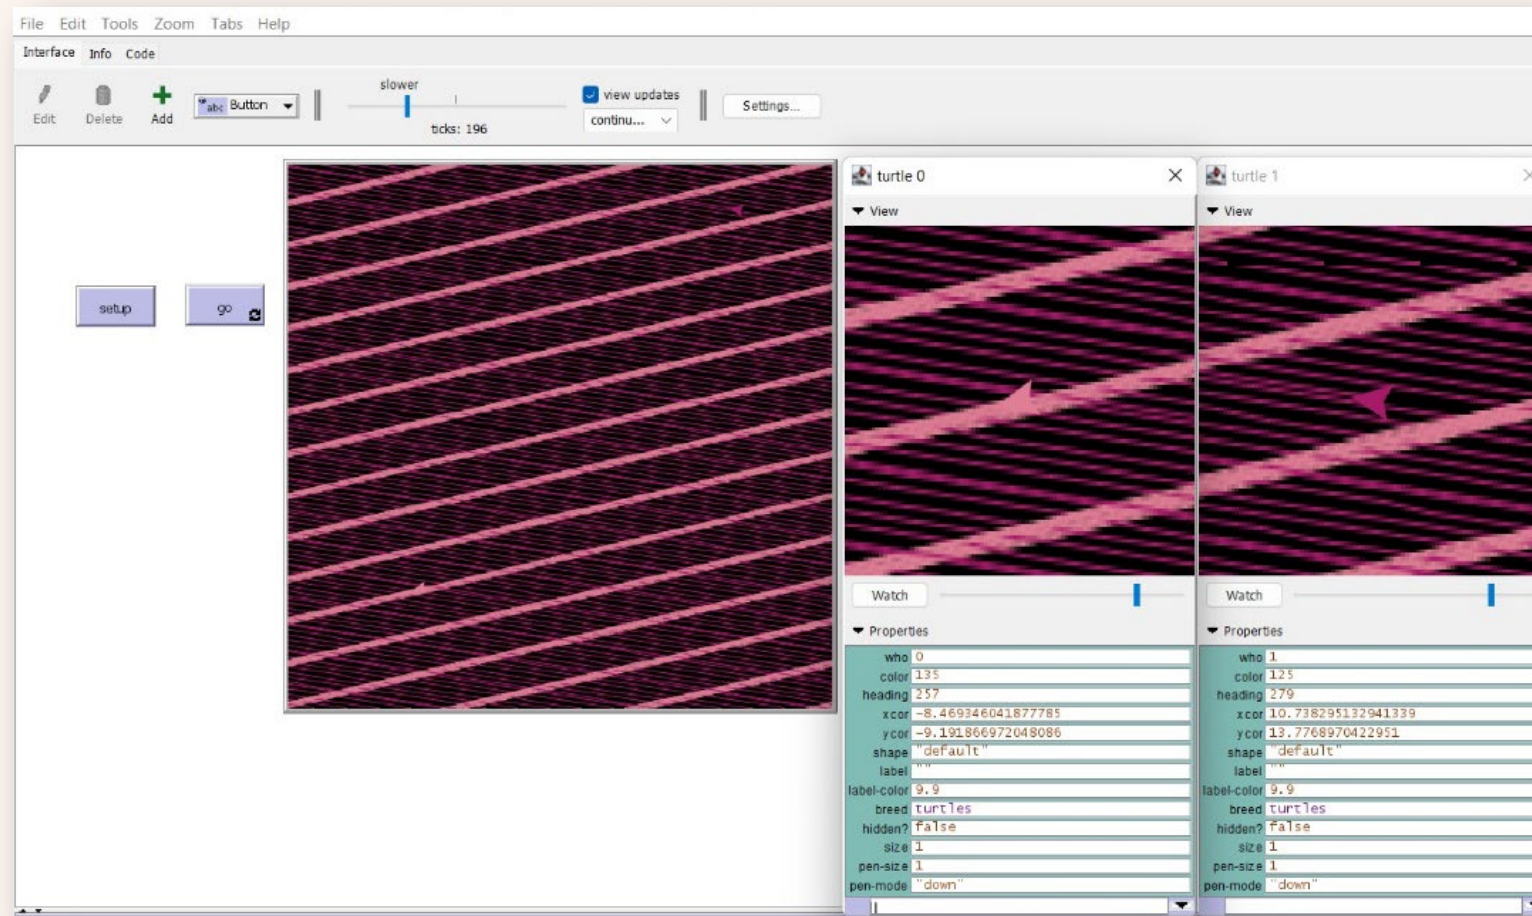 File Edit Tools Zoom Tabs Help
Interface Info Code
Edit Delete Add abc Button slower ticks: 196 view updates continu... Settings...
setup go
turtle 0
View
Watch
Properties
who 0
color 135
heading 257
xcor -8.469346041877785
ycor -9.191866972048086
shape "default"
label ""
label-color 9.9
breed turtles
hidden? false
size 1
pen-size 1
pen-mode "down"
turtle 1
View
Watch
Properties
who 1
color 125
heading 279
xcor 10.738295132941339
ycor 13.7768970422951
shape "default"
label ""
label-color 9.9
breed turtles
hidden? false
size 1
pen-size 1
pen-mode "down"